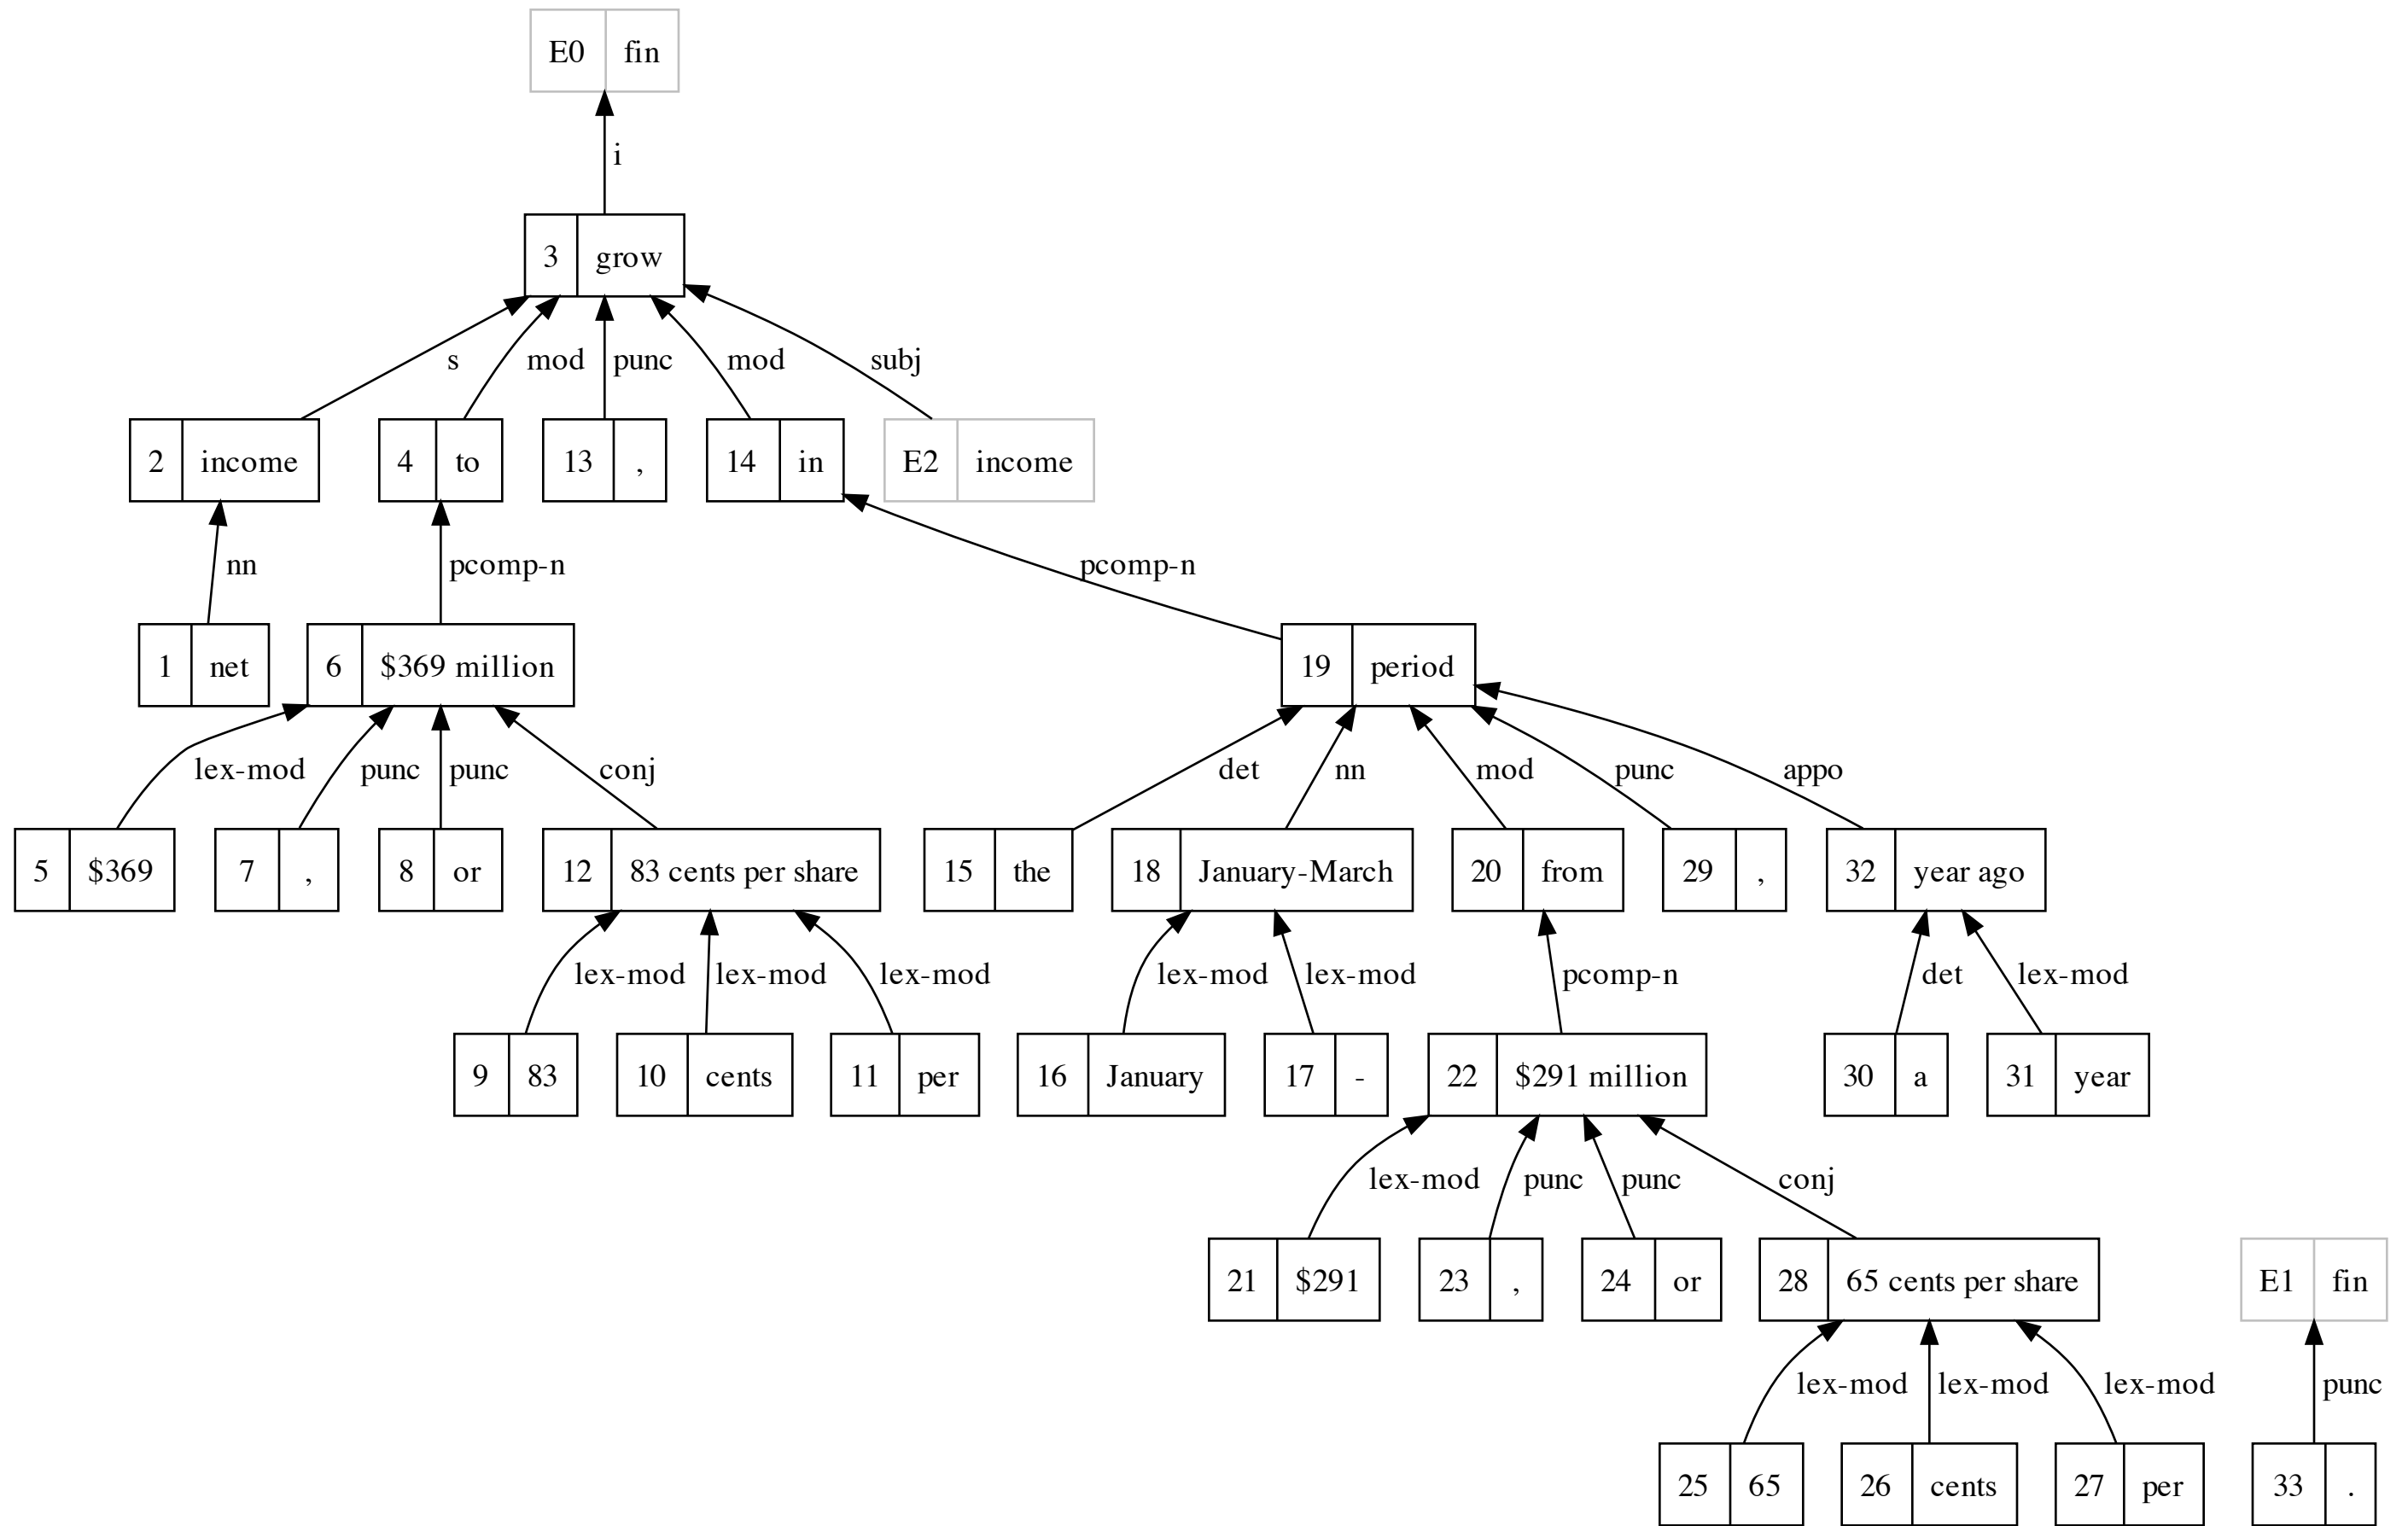 E0 fin
i
3 grow
s mod punc mod subj
2 income 4 to 13 , 14 in E2 income
nn pcomp-n pcomp-n
1 net 6 $369 million 19 period
lex-mod punc punc conj det nn mod punc appo
5 $369 7 , 8 or 12 83 cents per share 15 the 18 January-March 20 from 29 , 32 year ago
lex-mod lex-mod lex-mod lex-mod lex-mod pcomp-n det lex-mod
9 83 10 cents 11 per 16 January 17 - 22 $291 million 30 a 31 year
lex-mod punc punc conj
21 $291 23 , 24 or 28 65 cents per share E1 fin
lex-mod lex-mod lex-mod punc
25 65 26 cents 27 per 33 .